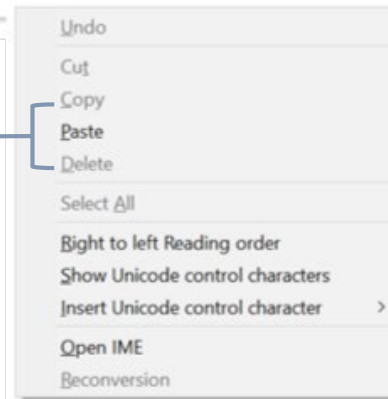 Undo
Cut
Copy
Paste
Delete
Select All
Right to left Reading order
Show Unicode control characters
Insert Unicode control character >
Open IME
Reconversion